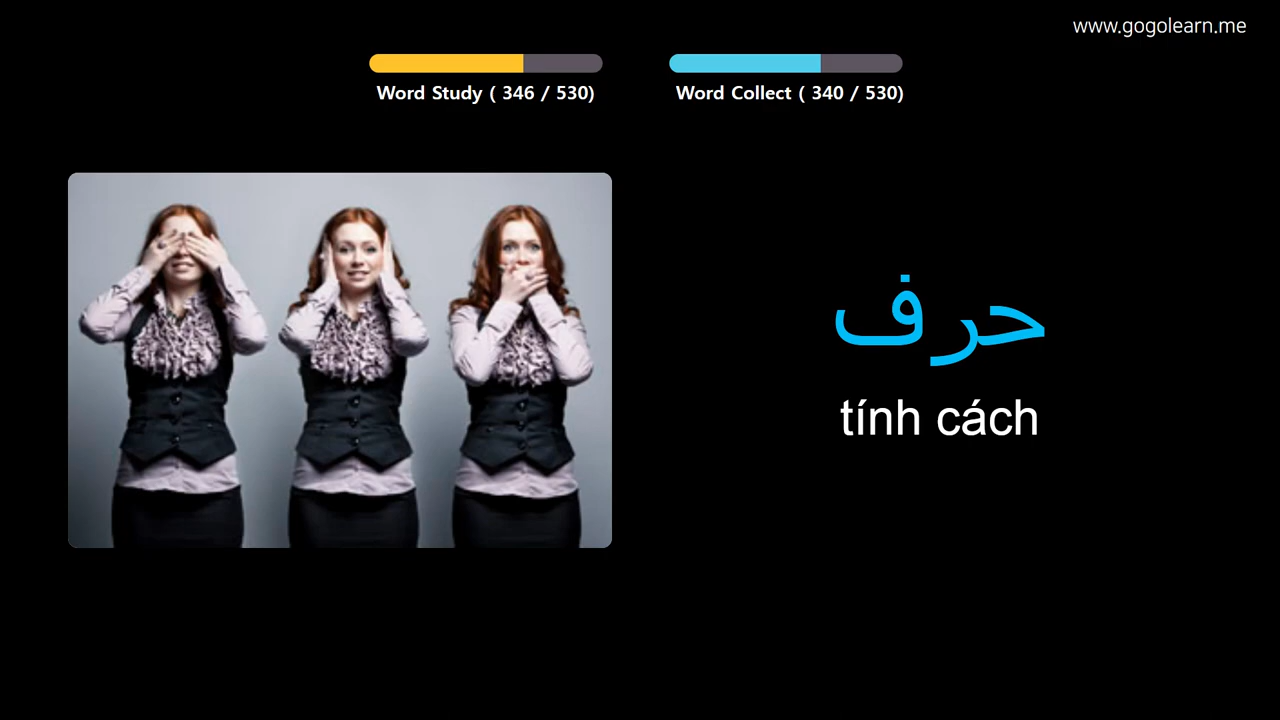 www.gogolearn.me
Word Study ( 346 / 530)
Word Collect ( 340 / 530)
حرف
tính cách